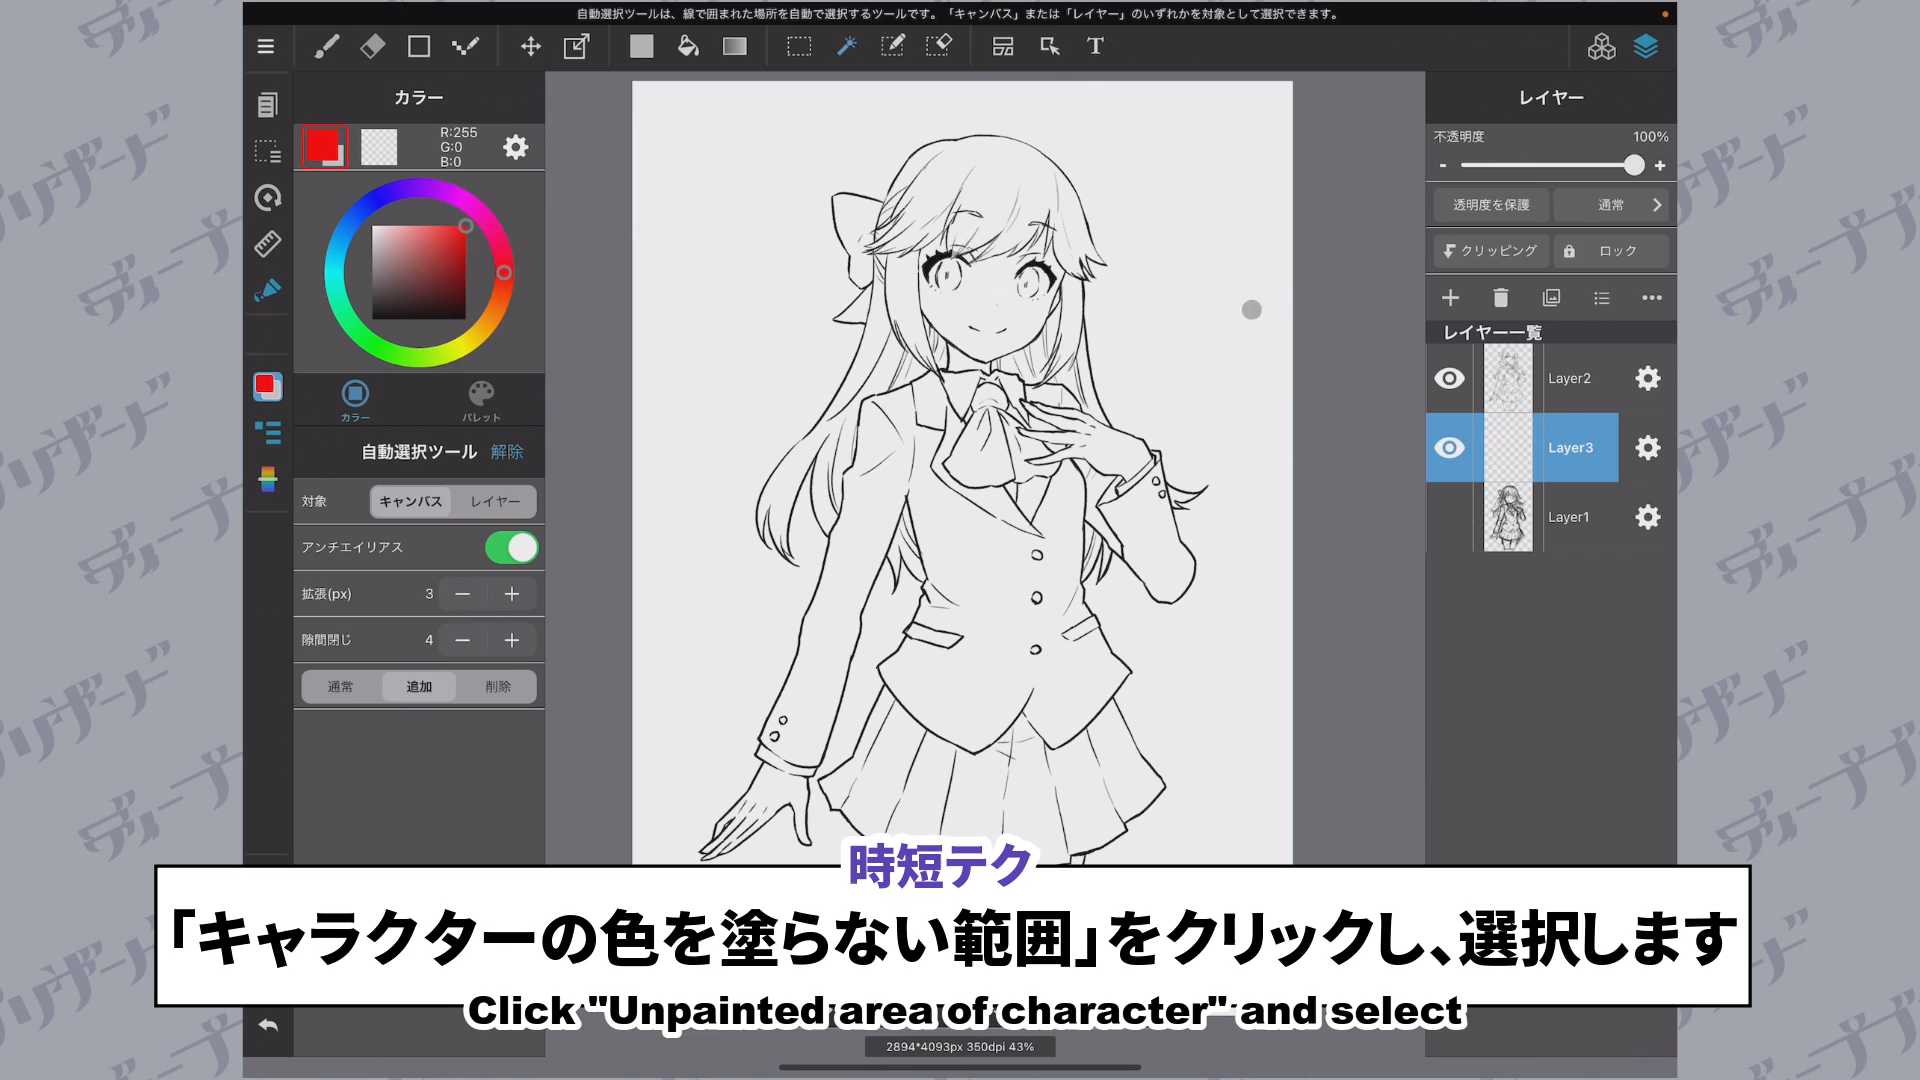 自動選択ツールは、線で囲まれた場所を自動で選択するツールです。「キャンバス」または「レイヤー」のいずれかを対象として選択できます。
T
カラー
R:255
G:0
B:0
カラー
パレット
自動選択ツール 解除
対象 キャンバス レイヤー
アンチエイリアス
拡張(px) 3
隙間閉じ 4
通常 追加 削除
レイヤー
不透明度 100%
- +
透明度を保護 通常
クリッピング ロック
レイヤー一覧
Layer2
Layer3
Layer1
時短テク
「キャラクターの色を塗らない範囲」をクリックし、選択します
Click "Unpainted area of character" and select
2894*4093px 350dpi 43%